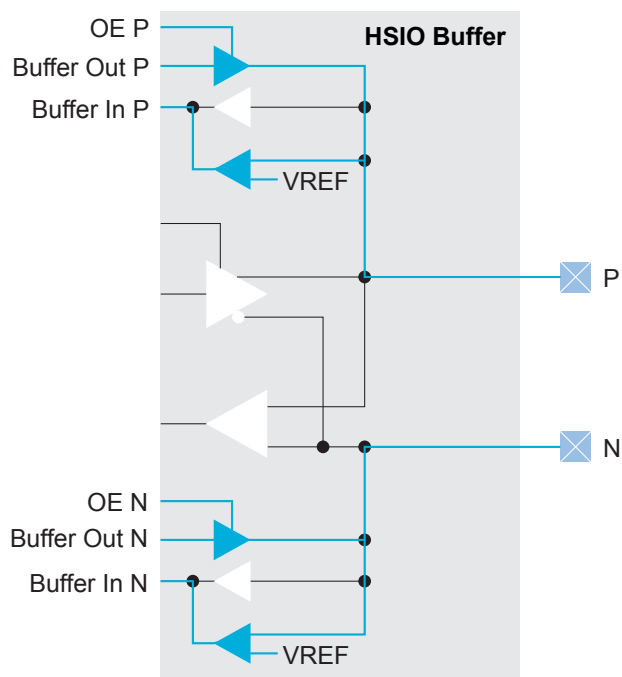 OE P
HSIO Buffer
Buffer Out P
Buffer In P
VREF
P
N
OE N
Buffer Out N
Buffer In N
VREF